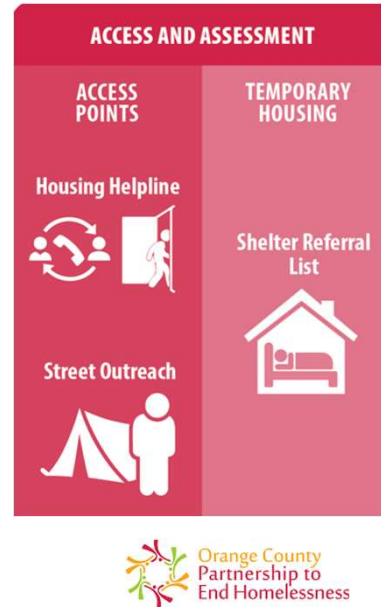 ACCESS AND ASSESSMENT
ACCESS
POINTS
Housing Helpline
Street Outreach
TEMPORARY
HOUSING
Shelter Referral
List
Orange County
Partnership to
End Homelessness